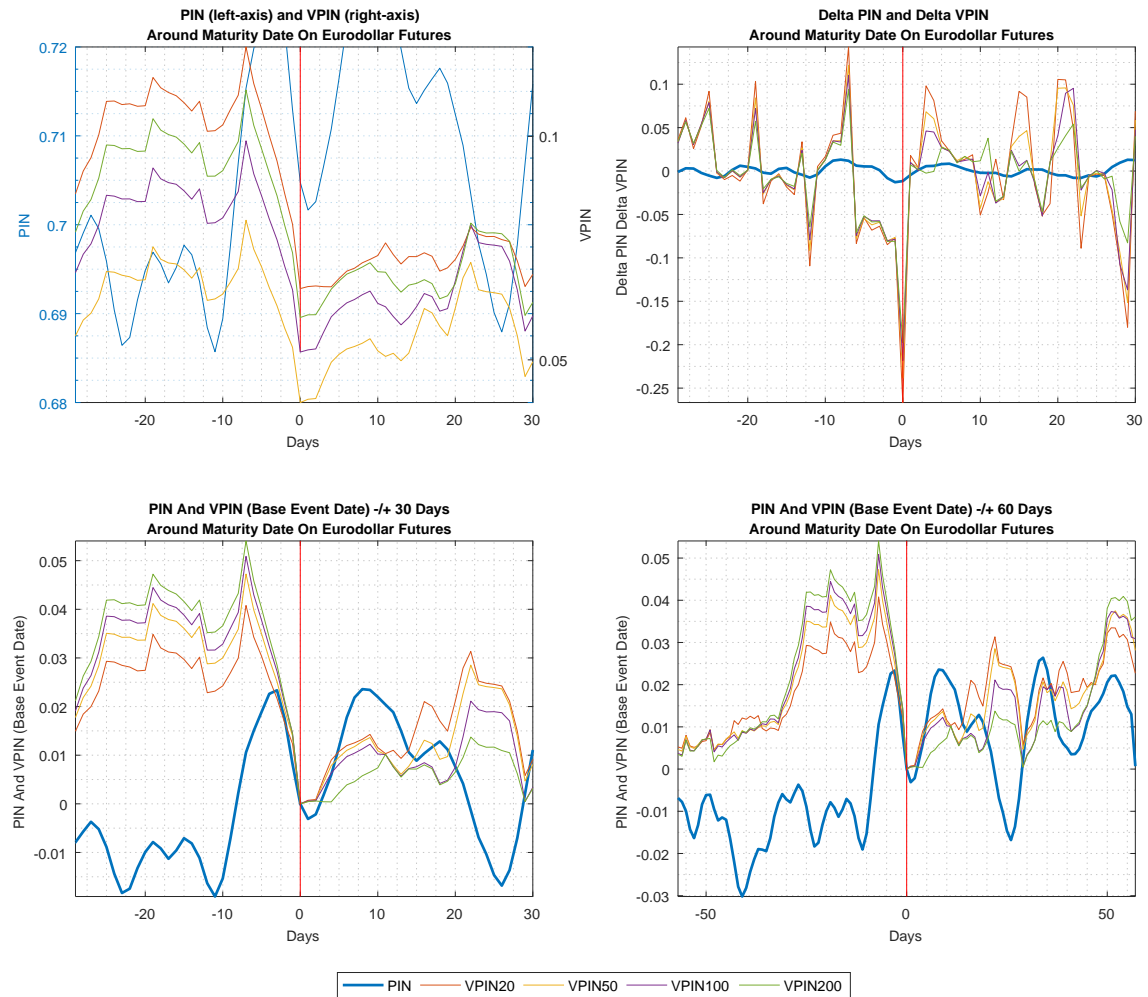 PIN (left-axis) and VPIN (right-axis)
Around Maturity Date On Eurodollar Futures
0.72
0.71
0.7
0.69
0.68
PIN
0.1
0.05
VPIN
-20
-10
0
10
20
30
Days
Delta PIN and Delta VPIN
Around Maturity Date On Eurodollar Futures
0.1
0.05
0
-0.05
-0.1
-0.15
-0.2
-0.25
Delta PIN Delta VPIN
-20
-10
0
10
20
30
Days
PIN And VPIN (Base Event Date) -/+ 30 Days
Around Maturity Date On Eurodollar Futures
0.05
0.04
0.03
0.02
0.01
0
-0.01
PIN And VPIN (Base Event Date)
-20
-10
0
10
20
30
Days
PIN And VPIN (Base Event Date) -/+ 60 Days
Around Maturity Date On Eurodollar Futures
0.05
0.04
0.03
0.02
0.01
0
-0.01
-0.02
-0.03
PIN And VPIN (Base Event Date)
-50
0
50
Days
PIN VPIN20 VPIN50 VPIN100 VPIN200